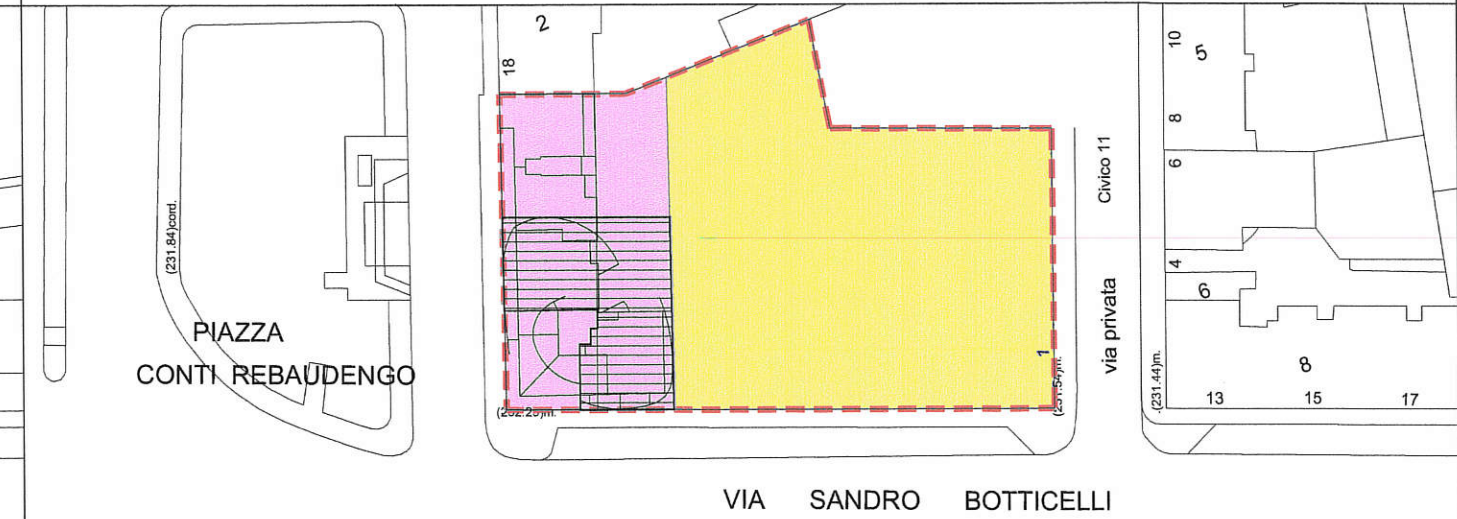 2
18
10
5
8
6
Civico 11
via privata
(231.84)cord.
4
6
PIAZZA
CONTI REBAUDENGO
1
8
(231.44)m.
13 15 17
VIA SANDRO BOTTICELLI